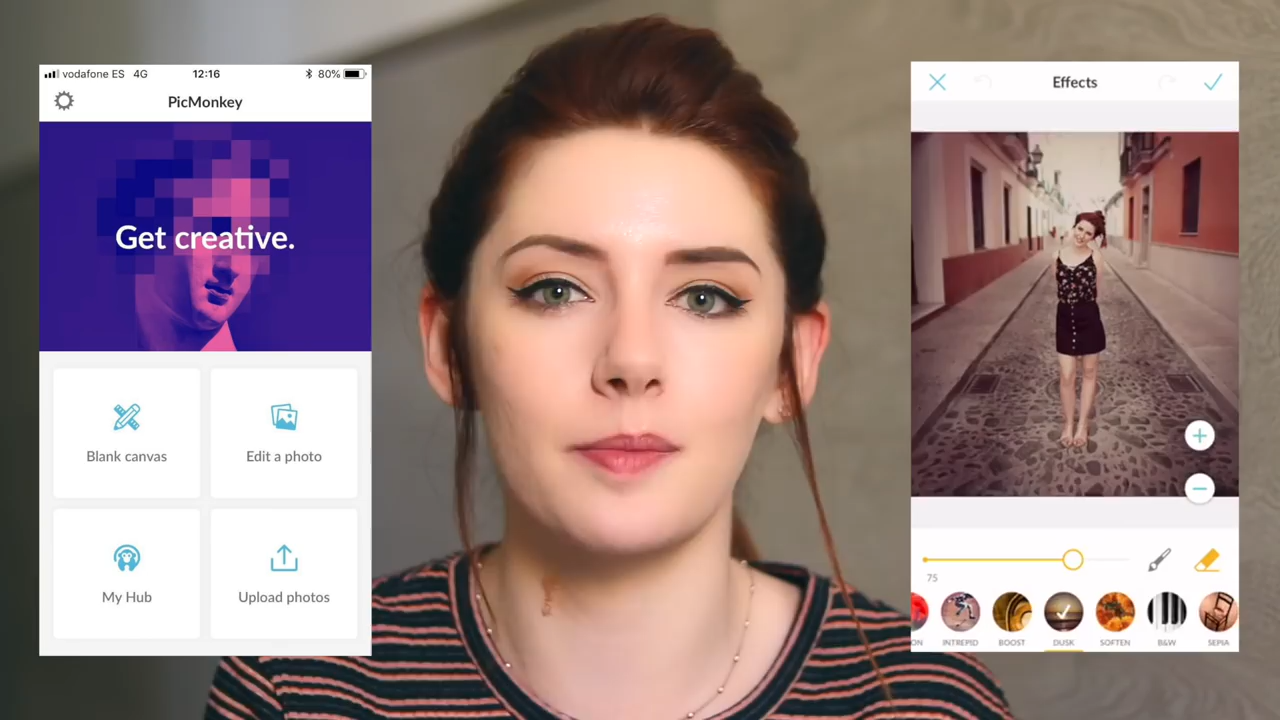 vodafone ES 4G 12:16 80%
PicMonkey
Get creative.
Blank canvas
Edit a photo
My Hub
Upload photos
Effects
75
ON INTREPID BOOST DUSK SOFTEN B&W SEPIA